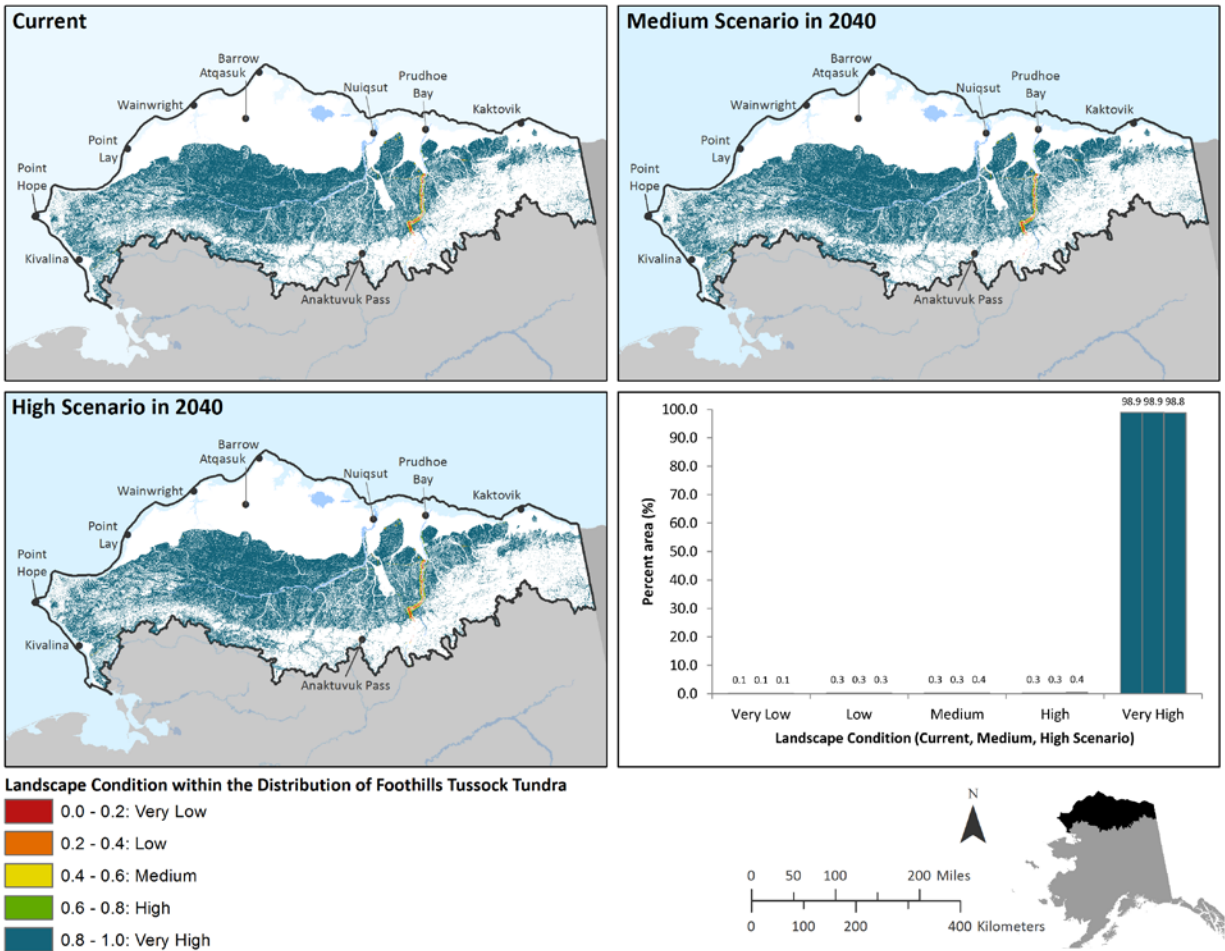 Current
Barrow
Atqasuk
Wainwright
Nuiqsut
Prudhoe
Bay
Kaktovik
Point
Lay
Point
Hope
Kivalina
Anaktuvuk Pass
Medium Scenario in 2040
Barrow
Atqasuk
Wainwright
Nuiqsut
Prudhoe
Bay
Kaktovik
Point
Lay
Point
Hope
Kivalina
Anaktuvuk Pass
High Scenario in 2040
Barrow
Atqasuk
Wainwright
Nuiqsut
Prudhoe
Bay
Kaktovik
Point
Lay
Point
Hope
Kivalina
Anaktuvuk Pass
Percent area (%)
100.0
90.0
80.0
70.0
60.0
50.0
40.0
30.0
20.0
10.0
0.0
0.1 0.1 0.1
0.3 0.3 0.3
0.3 0.3 0.4
0.3 0.3 0.4
98.9 98.9 98.8
Very Low Low Medium High Very High
Landscape Condition (Current, Medium, High Scenario)
Landscape Condition within the Distribution of Foothills Tussock Tundra
0.0 - 0.2: Very Low
0.2 - 0.4: Low
0.4 - 0.6: Medium
0.6 - 0.8: High
0.8 - 1.0: Very High
N
0 50 100 200 Miles
0 100 200 400 Kilometers